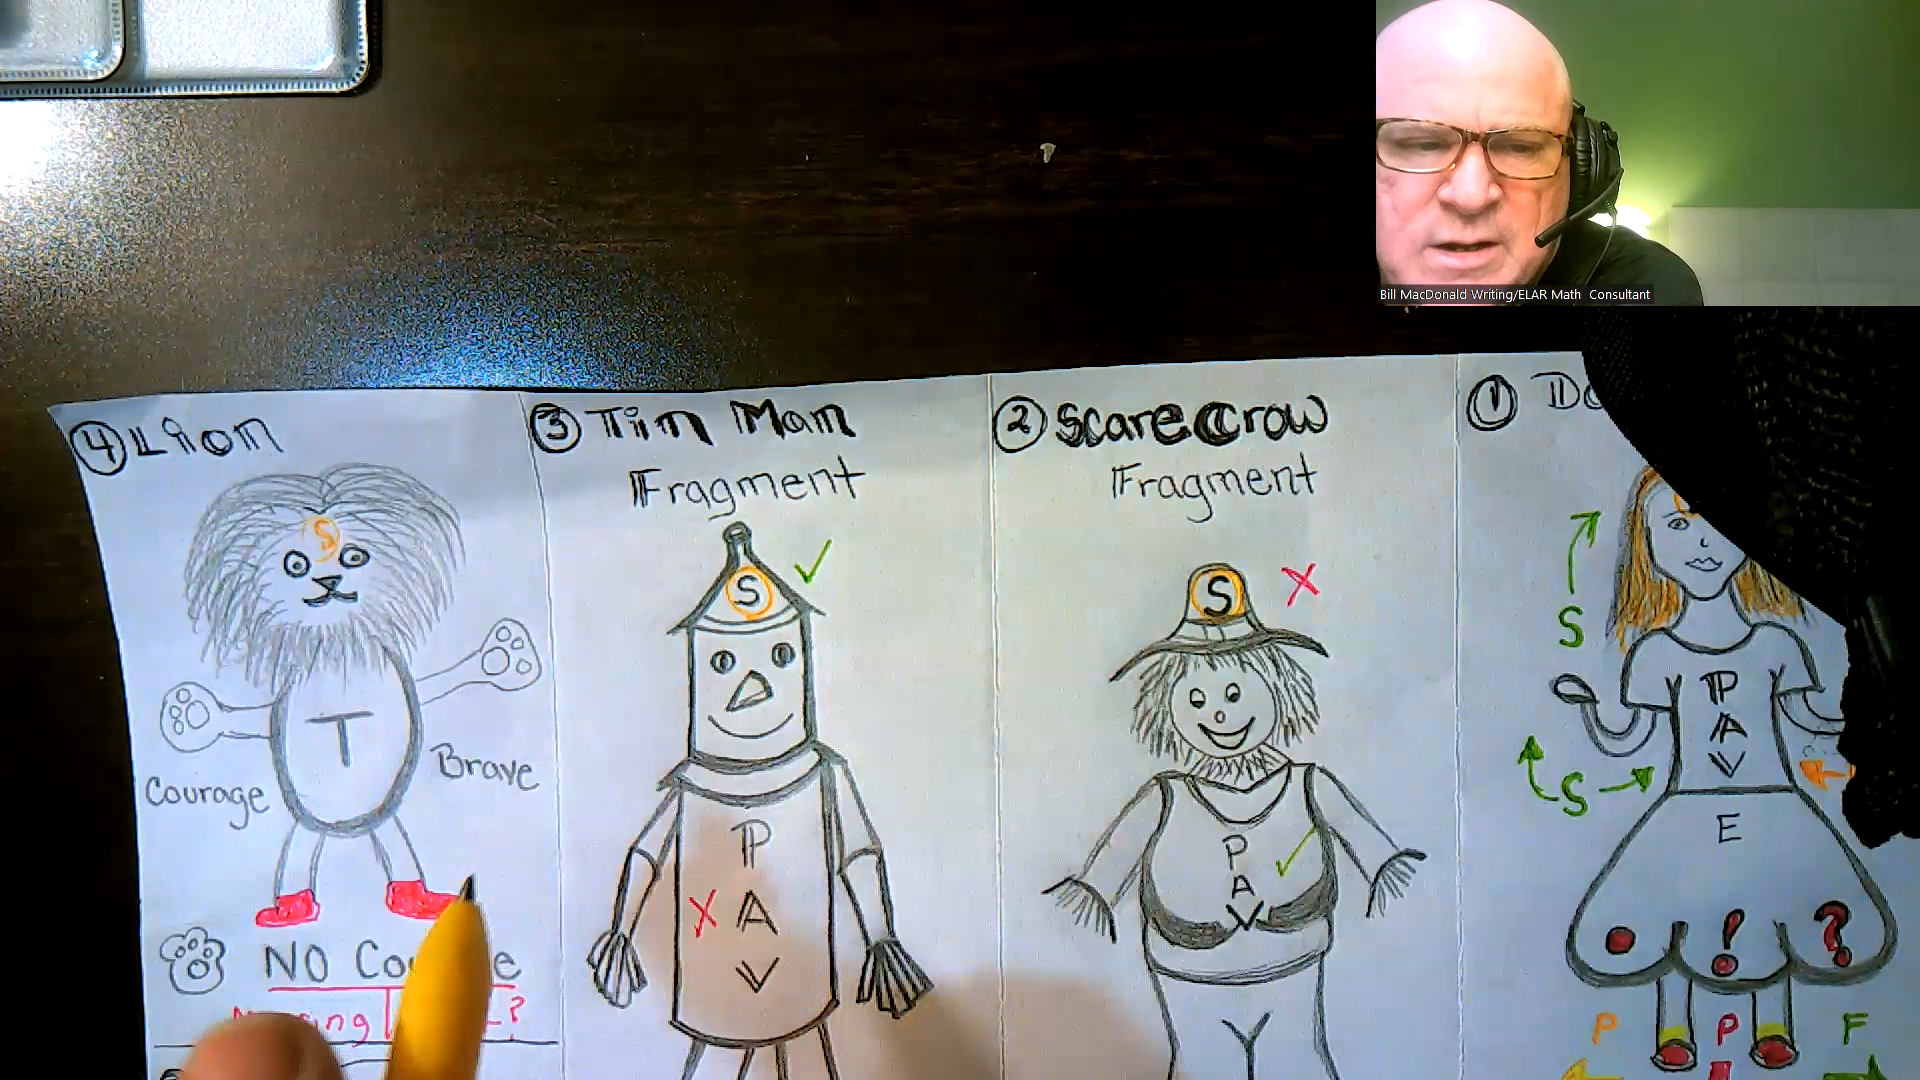 Bill MacDonald Writing/ELAR Math Consultant
4 Lion
S
T
Courage
Brave
NO
3 Tin Man
Fragment
S
P
X A
V
2 Scarecrow
Fragment
S X
P
A
V
Y
1
S
S
P
A
V
E
! ?
P P F